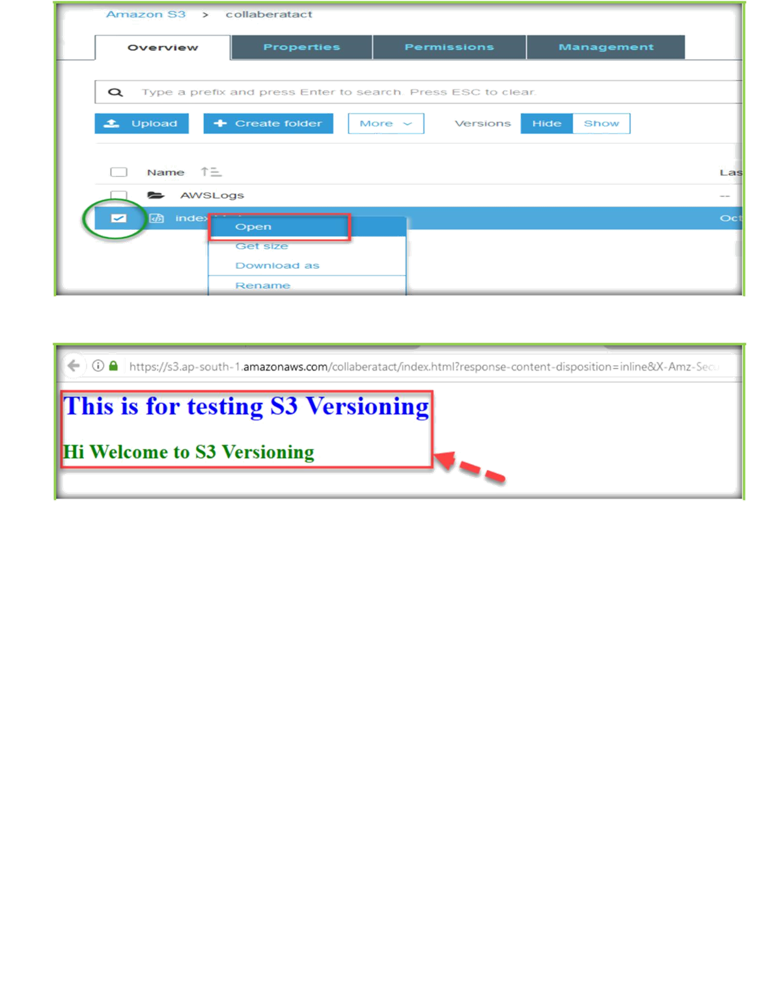 Amazon S3 > collaberatact
Overview Properties Permissions Management
Type a prefix and press Enter to search. Press ESC to clear.
Upload Create folder More Versions Hide Show
Name Las
AWSLogs --
index Oct
Open
Get size
Download as
Rename
https://s3.ap-south-1.amazonaws.com/collaberatact/index.html?response-content-disposition=inline&X-Amz-Secu
This is for testing S3 Versioning
Hi Welcome to S3 Versioning